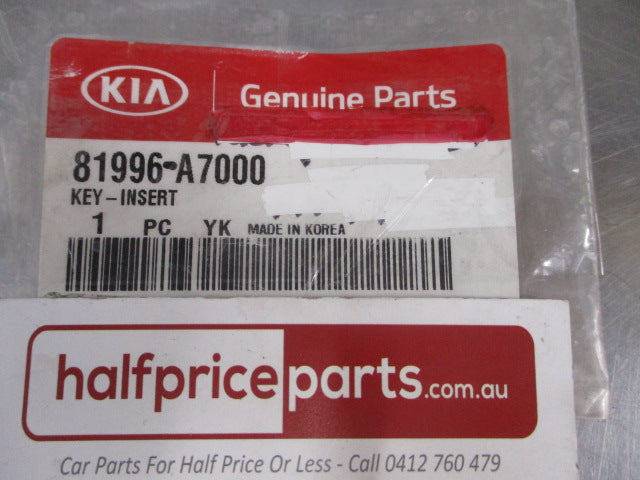 KIA Genuine Parts
81996-A7000
KEY-INSERT
1 PC YK MADE IN KOREA
halfpriceparts.com.au
Car Parts For Half Price Or Less - Call 0412 760 479